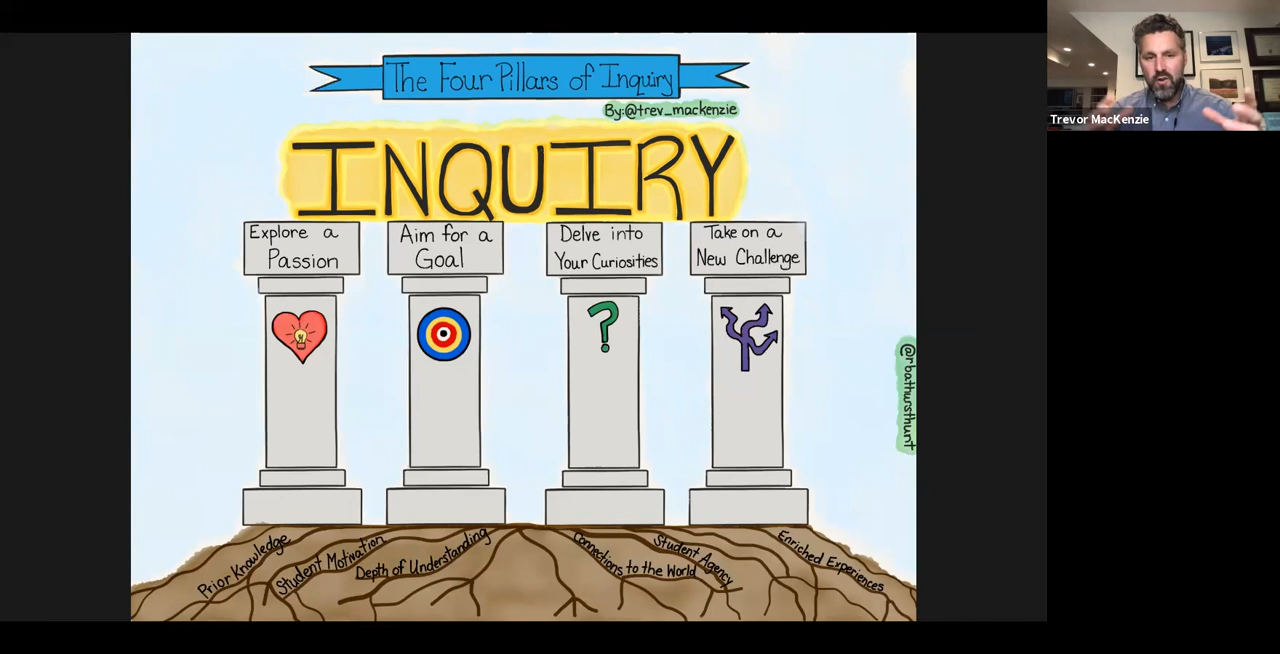 The Four Pillars of Inquiry
By:@trev_mackenzie
INQUIRY
Explore a
Passion
Aim for a
Goal
Delve into
Your Curiosities
Take on a
New Challenge
?
@rbathursthunt
Prior Knowledge
Student Motivation
Depth of Understanding
Connections to the World
Student Agency
Enriched Experiences
Trevor MacKenzie